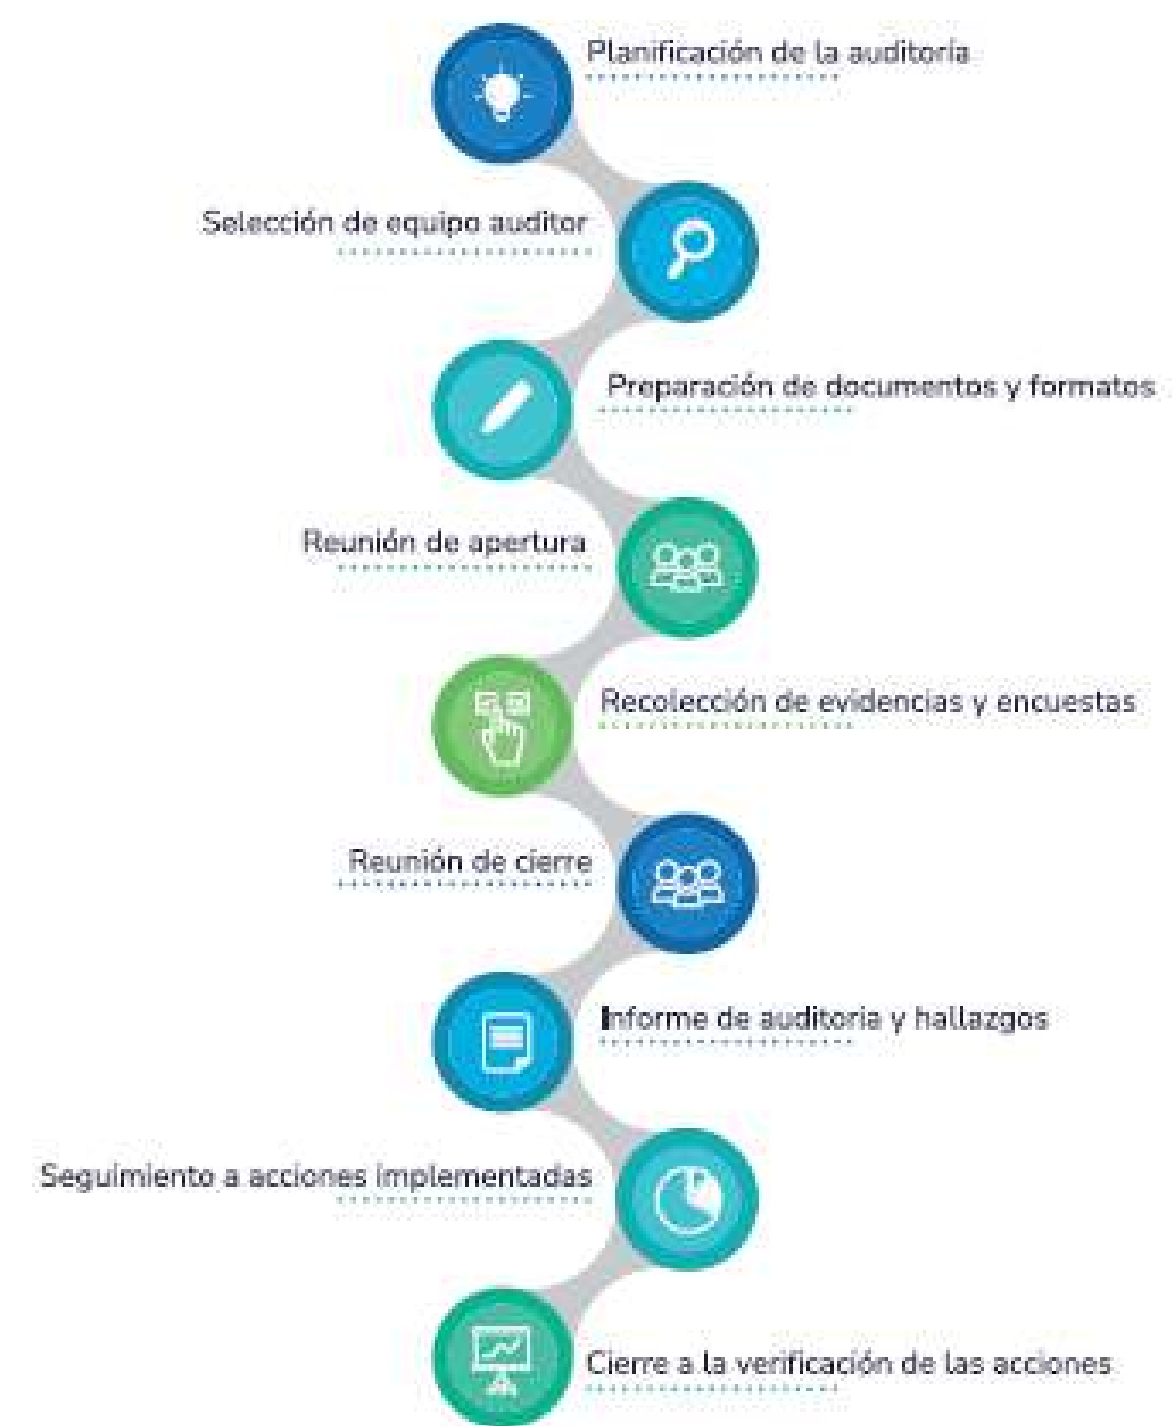 Planificación de la auditoría
Selección de equipo auditor
Preparación de documentos y formatos
Reunión de apertura
Recolección de evidencias y encuestas
Reunión de cierre
Informe de auditoria y hallazgos
Seguimiento a acciones implementadas
Cierre a la verificación de las acciones